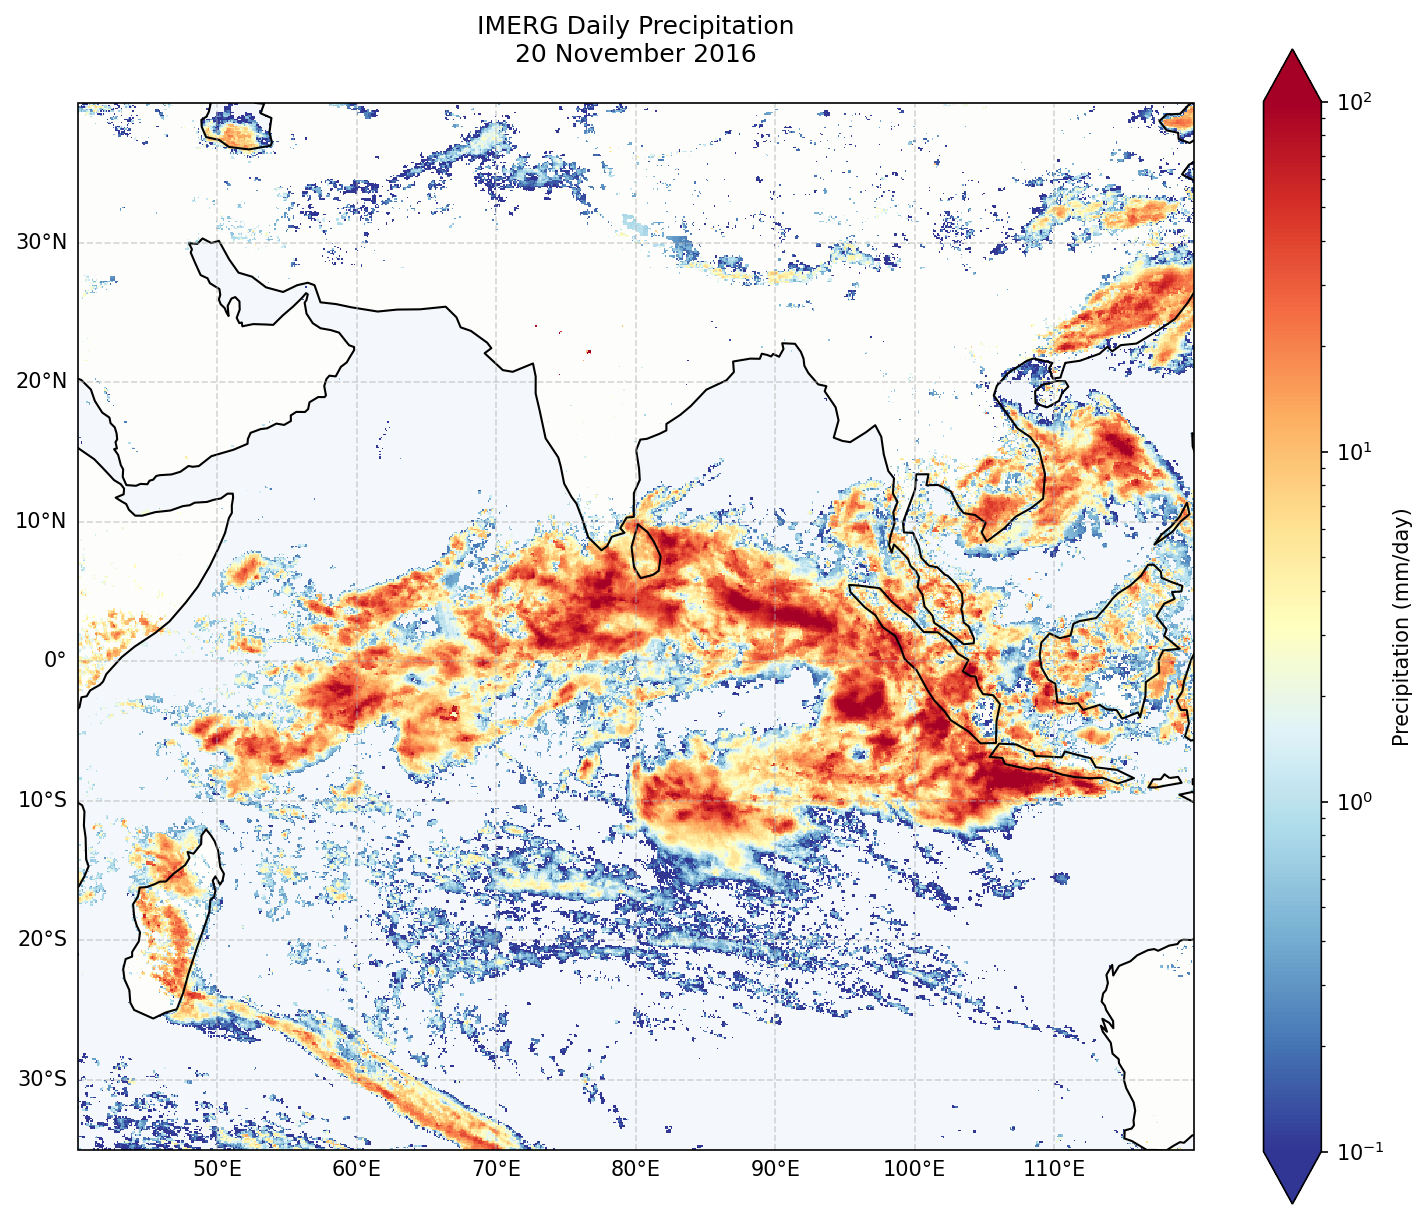 IMERG Daily Precipitation
20 November 2016
30°N
20°N
10°N
0°
10°S
20°S
30°S
50°E 60°E 70°E 80°E 90°E 100°E 110°E
10²
10¹
10⁰
10⁻¹
Precipitation (mm/day)